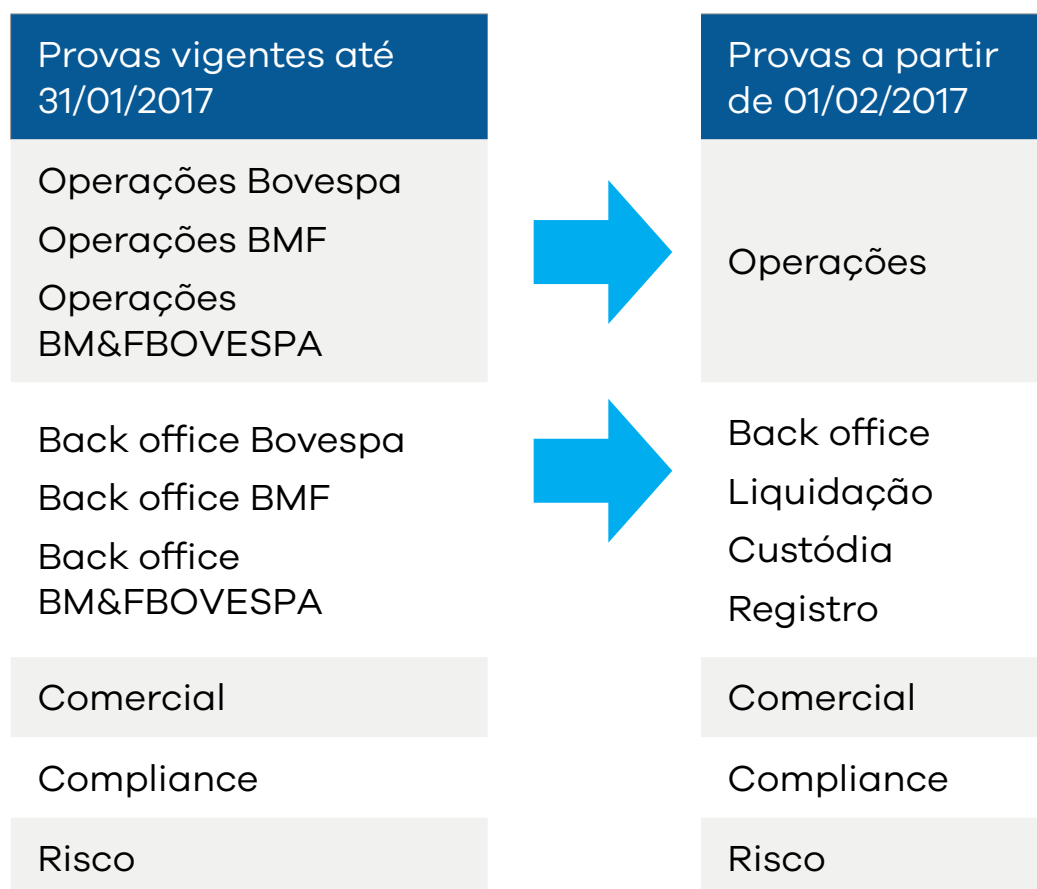 Provas vigentes até
31/01/2017
Operações Bovespa
Operações BMF
Operações
BM&FBOVESPA
Back office Bovespa
Back office BMF
Back office
BM&FBOVESPA
Comercial
Compliance
Risco
Provas a partir
de 01/02/2017
Operações
Back office
Liquidação
Custódia
Registro
Comercial
Compliance
Risco